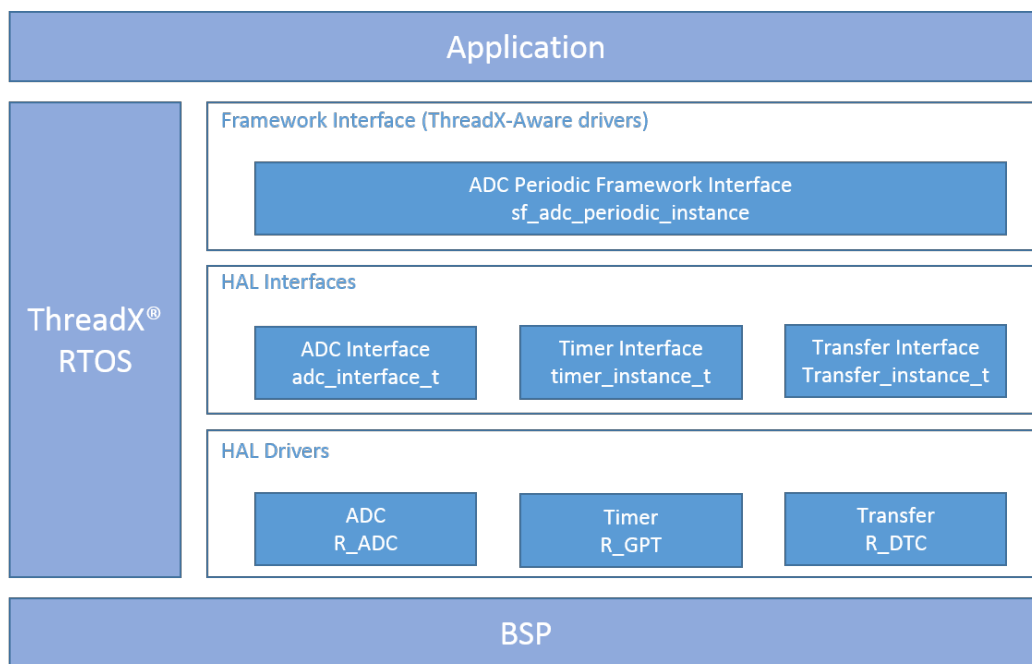 Application
ThreadX®
RTOS
Framework Interface (ThreadX-Aware drivers)
ADC Periodic Framework Interface
sf_adc_periodic_instance
HAL Interfaces
ADC Interface
adc_interface_t
Timer Interface
timer_instance_t
Transfer Interface
Transfer_instance_t
HAL Drivers
ADC
R_ADC
Timer
R_GPT
Transfer
R_DTC
BSP